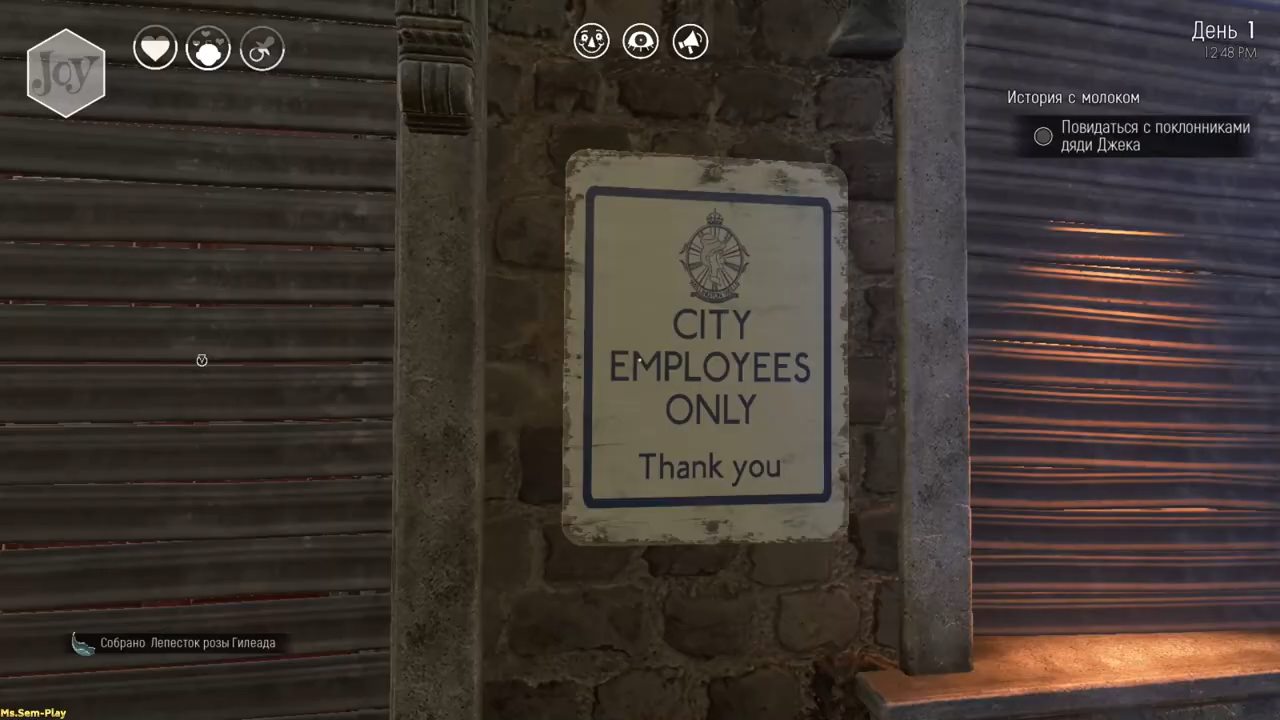 Joy
День 1
12:48 PM
История с молоком
Повидаться с поклонниками
дяди Джека
CITY
EMPLOYEES
ONLY
Thank you
Собрано Лепесток розы Гилеада
Ms.Sem-Play